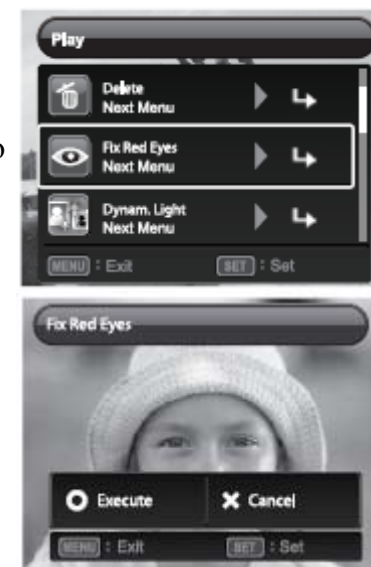 Play
Delete
Next Menu
Fix Red Eyes
Next Menu
Dynam. Light
Next Menu
MENU : Exit SET : Set
Fix Red Eyes
Execute Cancel
MENU : Exit SET : Set